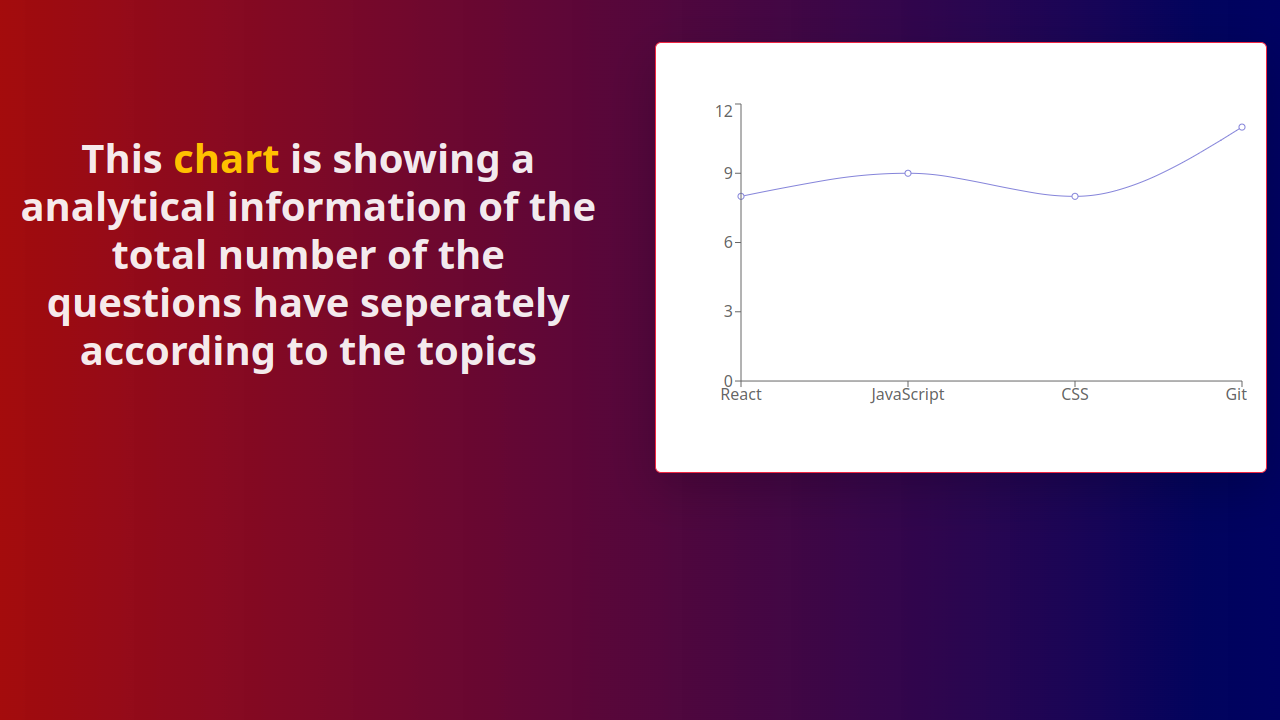 This chart is showing a
analytical information of the
total number of the
questions have seperately
according to the topics
12
9
6
3
0
React JavaScript CSS Git